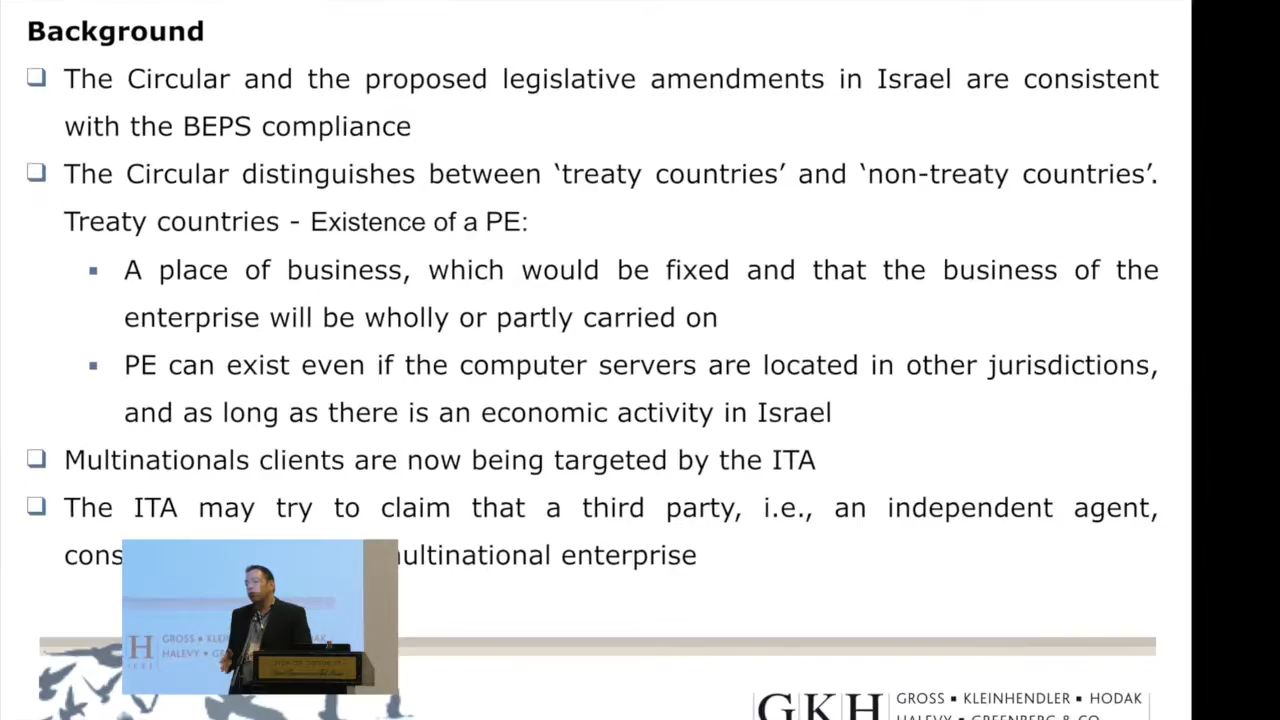 Background
❑ The Circular and the proposed legislative amendments in Israel are consistent
with the BEPS compliance
❑ The Circular distinguishes between ‘treaty countries’ and ‘non-treaty countries’.
Treaty countries - Existence of a PE:
▪ A place of business, which would be fixed and that the business of the
enterprise will be wholly or partly carried on
▪ PE can exist even if the computer servers are located in other jurisdictions,
and as long as there is an economic activity in Israel
❑ Multinationals clients are now being targeted by the ITA
❑ The ITA may try to claim that a third party, i.e., an independent agent,
enterprise
H GROSS ▪
GKH GROSS ▪ KLEINHENDLER ▪ HODAK
HALEVY ▪ GREENBERG & CO